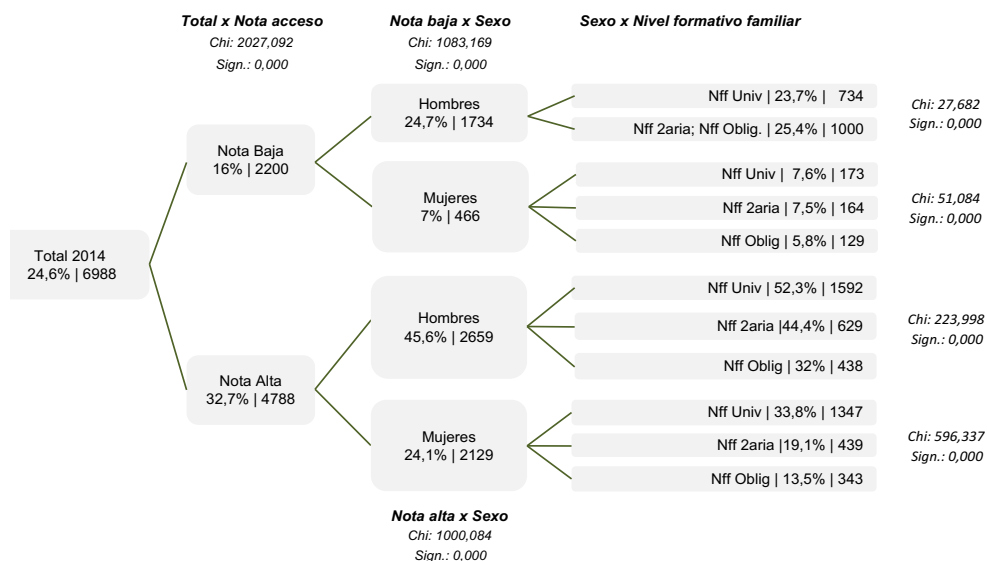 Total x Nota acceso
Chi: 2027,092
Sign.: 0,000
Nota baja x Sexo
Chi: 1083,169
Sign.: 0,000
Sexo x Nivel formativo familiar
Total 2014
24,6% | 6988
Nota Baja
16% | 2200
Hombres
24,7% | 1734
Nff Univ | 23,7% | 734
Nff 2aria; Nff Oblig. | 25,4% | 1000
Chi: 27,682
Sign.: 0,000
Mujeres
7% | 466
Nff Univ | 7,6% | 173
Nff 2aria | 7,5% | 164
Nff Oblig | 5,8% | 129
Chi: 51,084
Sign.: 0,000
Nota Alta
32,7% | 4788
Hombres
45,6% | 2659
Nff Univ | 52,3% | 1592
Nff 2aria |44,4% | 629
Nff Oblig | 32% | 438
Chi: 223,998
Sign.: 0,000
Mujeres
24,1% | 2129
Nff Univ | 33,8% | 1347
Nff 2aria |19,1% | 439
Nff Oblig | 13,5% | 343
Chi: 596,337
Sign.: 0,000
Nota alta x Sexo
Chi: 1000,084
Sign.: 0,000